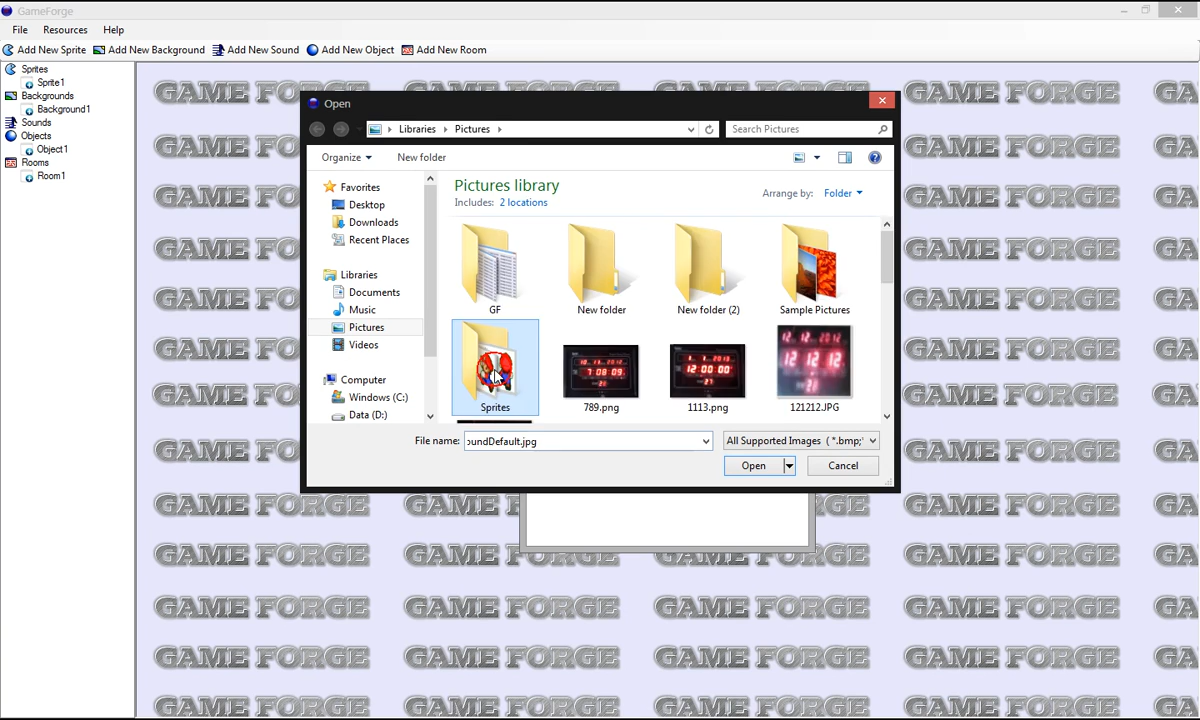 GameForge
File Resources Help
Add New Sprite Add New Background Add New Sound Add New Object Add New Room
Sprites
Sprite1
Backgrounds
Background1
Sounds
Objects
Object1
Rooms
Room1
Open
Libraries Pictures
Search Pictures
Organize New folder
Favorites
Desktop
Downloads
Recent Places
Libraries
Documents
Music
Pictures
Videos
Computer
Windows (C:)
Data (D:)
Pictures library
Includes: 2 locations
Arrange by: Folder
GF New folder New folder (2) Sample Pictures
Sprites 789.png 1113.png 121212.JPG
File name: oundDefault.jpg All Supported Images ( *.bmp;*
Open Cancel
GAME FORGE